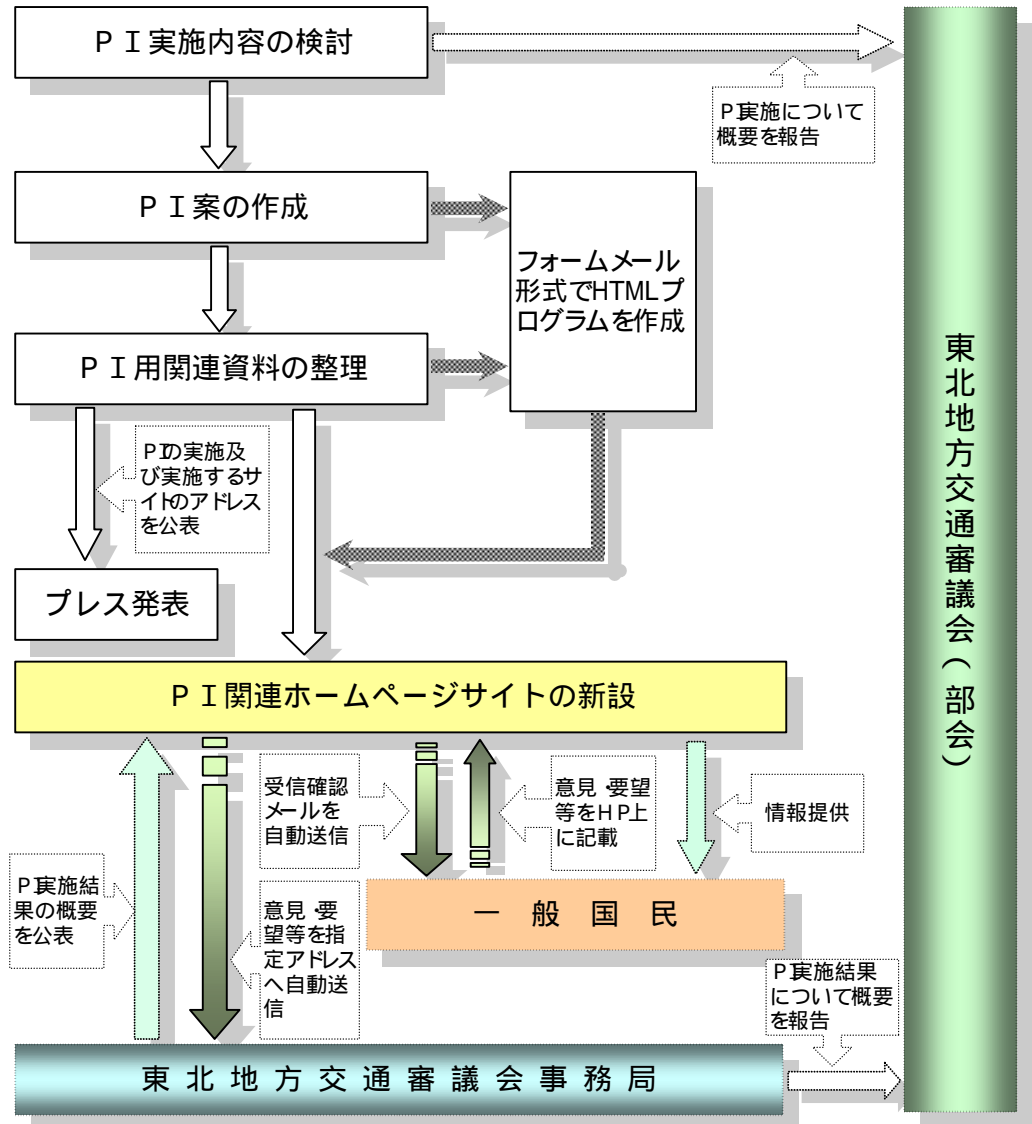 ＰＩ実施内容の検討
ＰＩ実施について
概要を報告
ＰＩ案の作成
フォームメール
形式でHTMLプ
ログラムを作成
ＰＩ用関連資料の整理
ＰＩの実施及
び実施するサ
イトのアドレス
を公表
プレス発表
東北地方交通審議会（部会）
ＰＩ関連ホームページサイトの新設
受信確認
メールを
自動送信
意見・要望
等をＨＰ上
に記載
情報提供
ＰＩ実施結
果の概要
を公表
意見・要
望等を指
定アドレス
へ自動送
信
一般国民
ＰＩ実施結果
について概要
を報告
東北地方交通審議会事務局